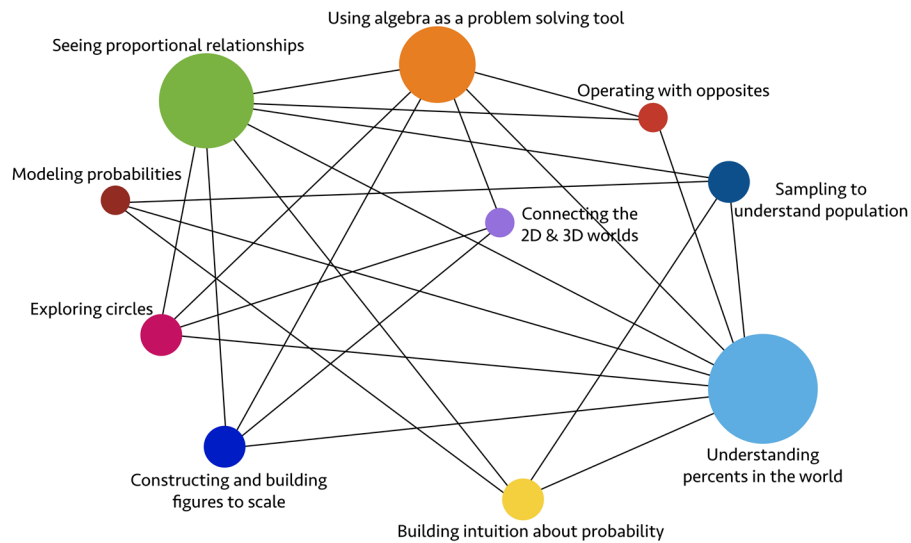 Using algebra as a problem solving tool
Seeing proportional relationships
Operating with opposites
Modeling probabilities
Sampling to
understand population
Connecting the
2D & 3D worlds
Exploring circles
Understanding
percents in the world
Constructing and building
figures to scale
Building intuition about probability